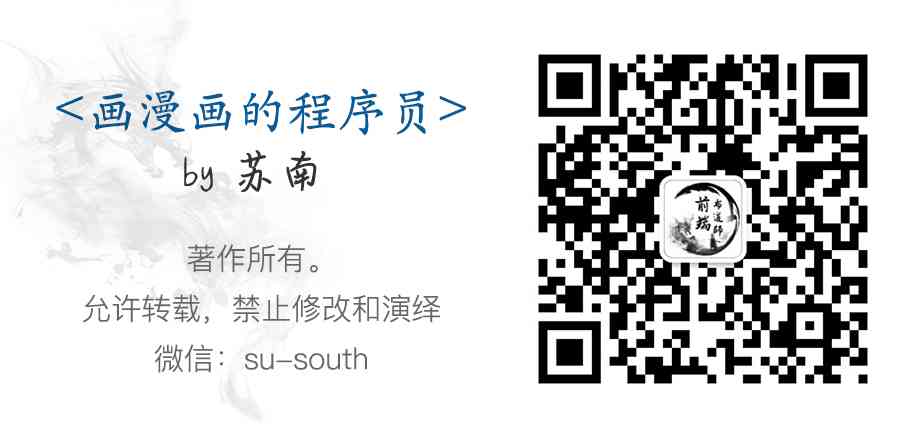 <画漫画的程序员>
by 苏南
著作所有。
允许转载，禁止修改和演绎
微信：su-south
前端
布道师